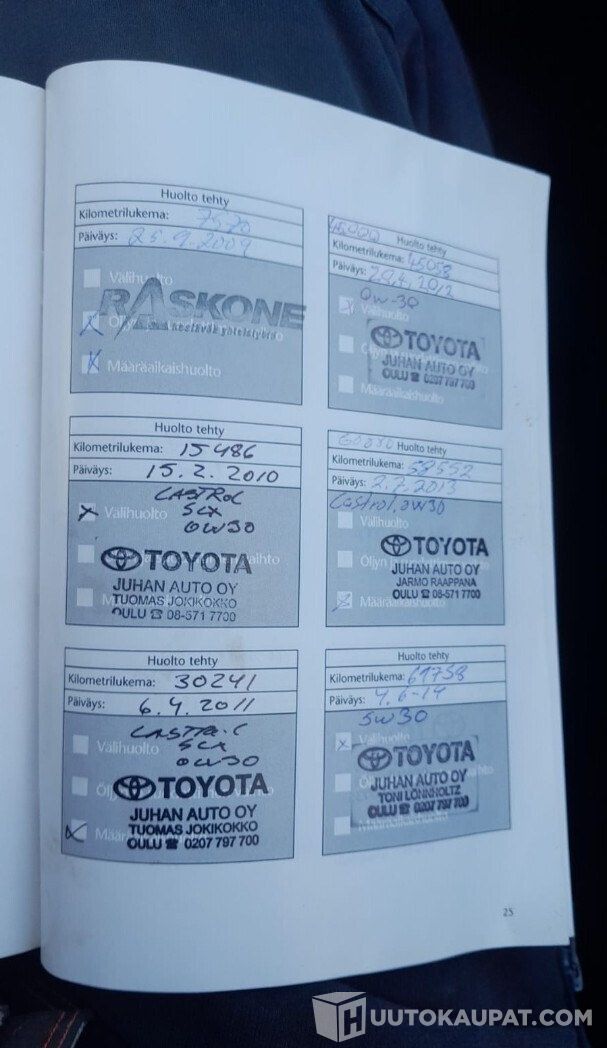 Huolto tehty
Kilometrilukema: 7570
Päiväys: 25.9.2009
Välihuolto
RASKONE
kestävää yhteistyötä
Määräaikaishuolto
Huolto tehty
Kilometrilukema: 15486
Päiväys: 15.2.2010
CASTROL
Välihuolto SLX
0W30
TOYOTA
JUHAN AUTO OY
TUOMAS JOKIKOKKO
OULU ☎ 08-571 7700
Huolto tehty
Kilometrilukema: 30241
Päiväys: 6.4.2011
Välihuolto SLX
0W30
TOYOTA
JUHAN AUTO OY
TUOMAS JOKIKOKKO
OULU ☎ 0207 797 700
45000 Huolto tehty
Kilometrilukema: 45058
Päiväys: 20.4.2012
0W-30
Välihuolto
TOYOTA
JUHAN AUTO OY
OULU ☎ 0207 797 700
Määräaikaishuolto
Huolto tehty
Kilometrilukema: 58552
Päiväys: 2.7.2013
Castrol 0W30
Välihuolto
TOYOTA
JUHAN AUTO OY
JARMO RAAPPANA
OULU ☎ 08-571 7700
Huolto tehty
Kilometrilukema: 61758
Päiväys: 4.6-14
5W30
Välihuolto
TOYOTA
JUHAN AUTO OY
TONI LÖNNHOLTZ
OULU ☎ 0207 797 700
Määräaikaishuolto
25
HUUTOKAUPAT.COM